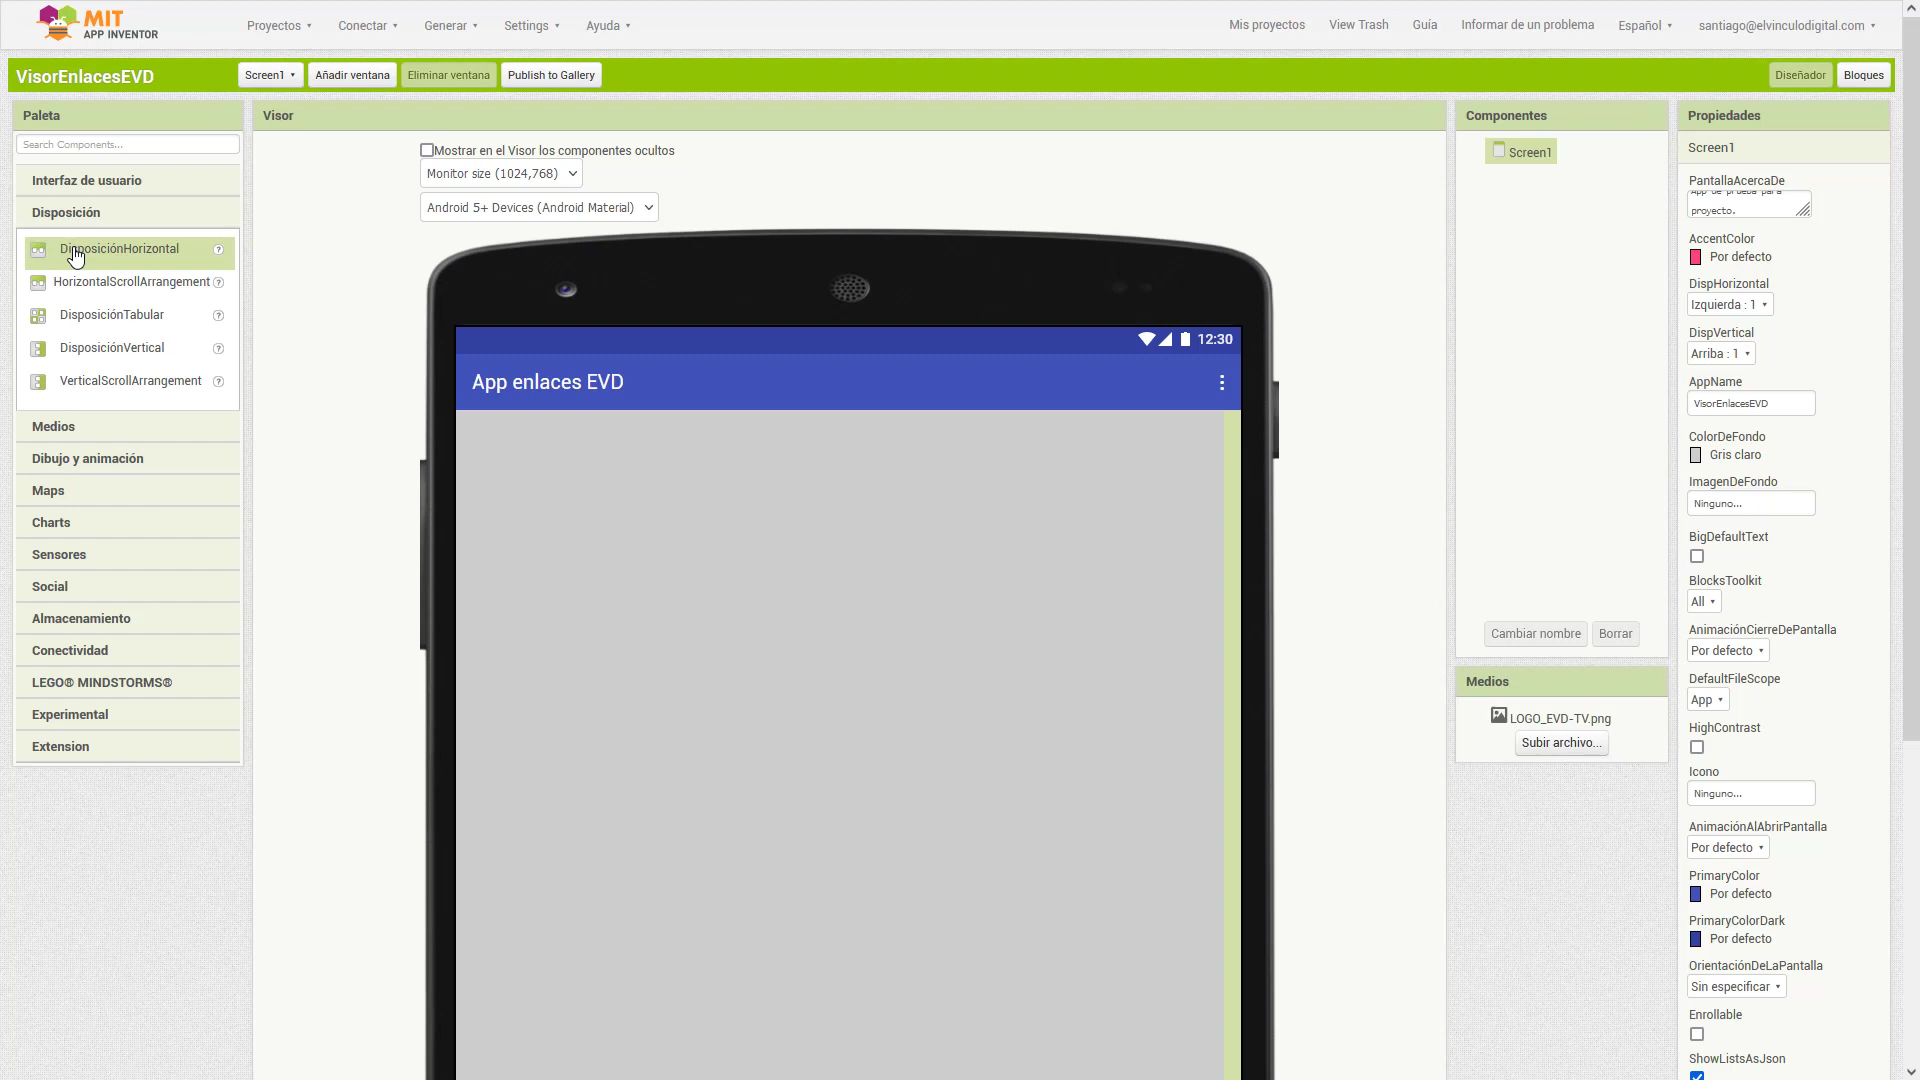 MIT
APP INVENTOR
Proyectos
Conectar
Generar
Settings
Ayuda
Mis proyectos
View Trash
Guía
Informar de un problema
Español
santiago@elvinculodigital.com
VisorEnlacesEVD
Screen1
Añadir ventana
Eliminar ventana
Publish to Gallery
Diseñador
Bloques
Paleta
Search Components...
Interfaz de usuario
Disposición
DisposiciónHorizontal ?
HorizontalScrollArrangement ?
DisposiciónTabular ?
DisposiciónVertical ?
VerticalScrollArrangement ?
Medios
Dibujo y animación
Maps
Charts
Sensores
Social
Almacenamiento
Conectividad
LEGO® MINDSTORMS®
Experimental
Extension
Visor
Mostrar en el Visor los componentes ocultos
Monitor size (1024,768)
Android 5+ Devices (Android Material)
12:30
App enlaces EVD
Componentes
Screen1
Cambiar nombre
Borrar
Medios
LOGO_EVD-TV.png
Subir archivo...
Propiedades
Screen1
PantallaAcercaDe
App de prueba para
proyecto.
AccentColor
Por defecto
DispHorizontal
Izquierda : 1
DispVertical
Arriba : 1
AppName
VisorEnlacesEVD
ColorDeFondo
Gris claro
ImagenDeFondo
Ninguno...
BigDefaultText
BlocksToolkit
All
AnimaciónCierreDePantalla
Por defecto
DefaultFileScope
App
HighContrast
Icono
Ninguno...
AnimaciónAlAbrirPantalla
Por defecto
PrimaryColor
Por defecto
PrimaryColorDark
Por defecto
OrientaciónDeLaPantalla
Sin especificar
Enrollable
ShowListsAsJson